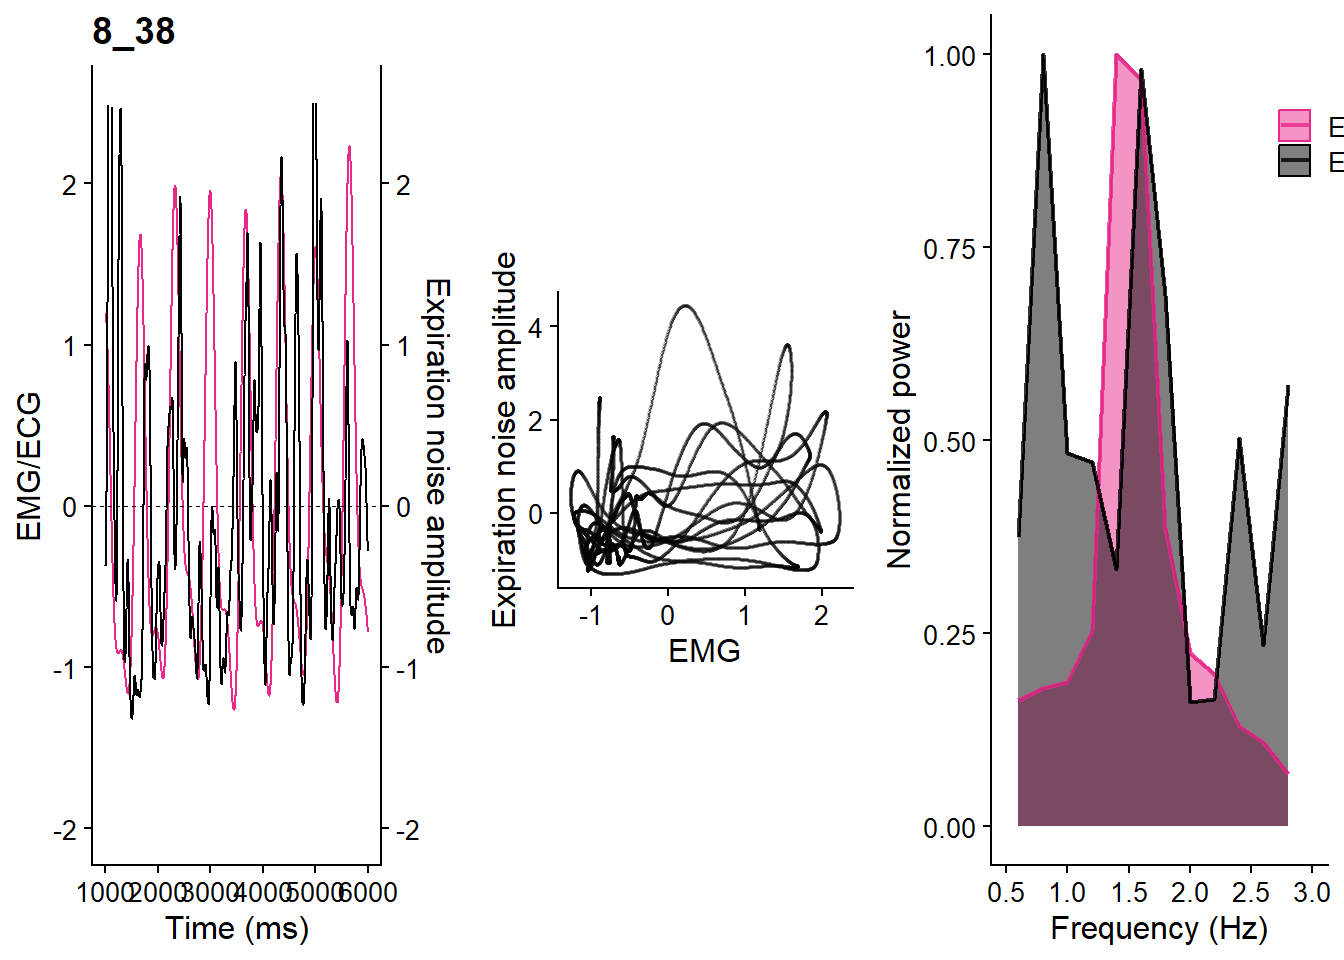 8_38
EMG/ECG
2
1
0
-1
-2
2
1
0
-1
-2
Expiration noise amplitude
1000 2000 3000 4000 5000 6000
Time (ms)
Expiration noise amplitude
4
2
0
-1 0 1 2
EMG
Normalized power
1.00
0.75
0.50
0.25
0.00
0.5 1.0 1.5 2.0 2.5 3.0
Frequency (Hz)
E
E